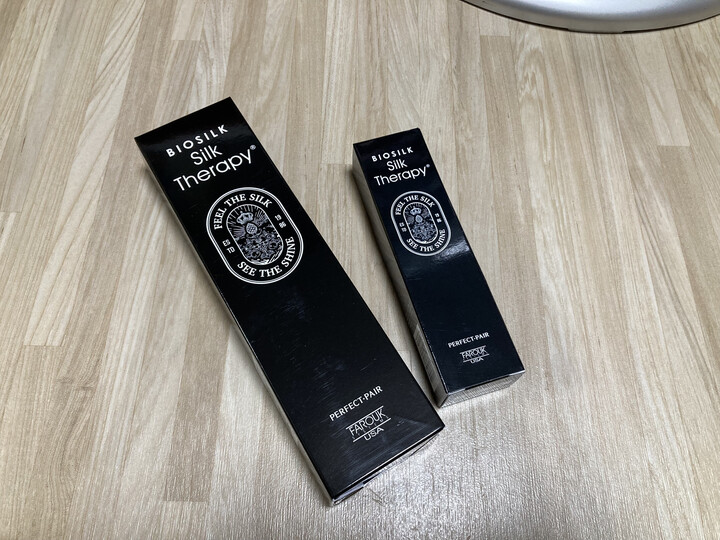 BIOSILK
Silk
Therapy®
FEEL THE SILK
SEE THE SHINE
PERFECT-PAIR
FAROUK
USA
BIOSILK
Silk
Therapy®
FEEL THE SILK
SEE THE SHINE
PERFECT-PAIR
FAROUK
USA